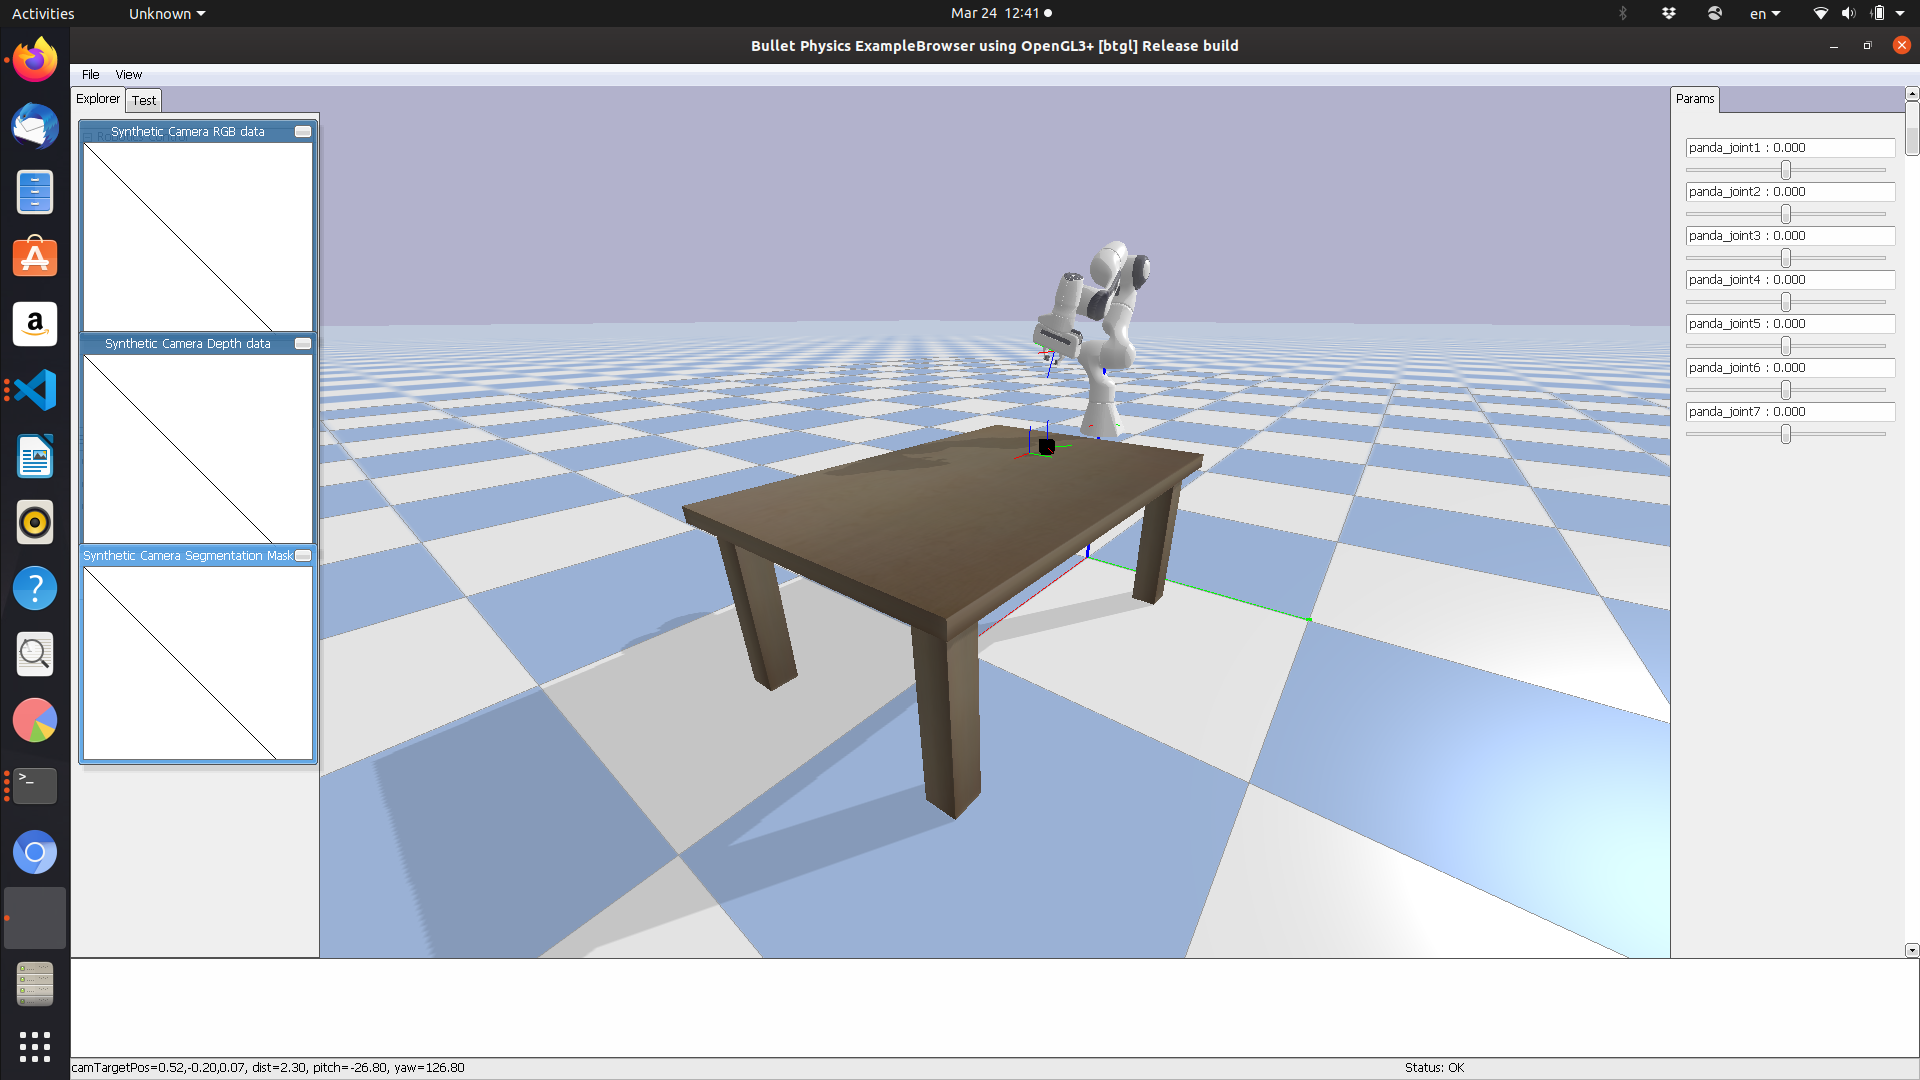 Activities
Unknown
Mar 24 12:41
en
Bullet Physics ExampleBrowser using OpenGL3+ [btgl] Release build
File View
Explorer Test
Params
Synthetic Camera RGB data
Synthetic Camera Depth data
Synthetic Camera Segmentation Mask
panda_joint1 : 0.000
panda_joint2 : 0.000
panda_joint3 : 0.000
panda_joint4 : 0.000
panda_joint5 : 0.000
panda_joint6 : 0.000
panda_joint7 : 0.000
camTargetPos=0.52,-0.20,0.07, dist=2.30, pitch=-26.80, yaw=126.80
Status: OK